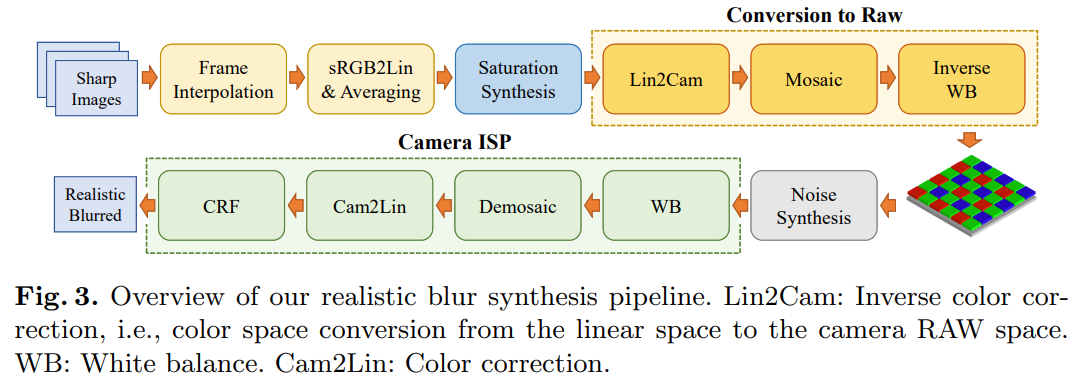 Conversion to Raw
Sharp
Images
Frame
Interpolation
sRGB2Lin
& Averaging
Saturation
Synthesis
Lin2Cam
Mosaic
Inverse
WB
Camera ISP
Realistic
Blurred
CRF
Cam2Lin
Demosaic
WB
Noise
Synthesis
Fig. 3. Overview of our realistic blur synthesis pipeline. Lin2Cam: Inverse color cor-
rection, i.e., color space conversion from the linear space to the camera RAW space.
WB: White balance. Cam2Lin: Color correction.